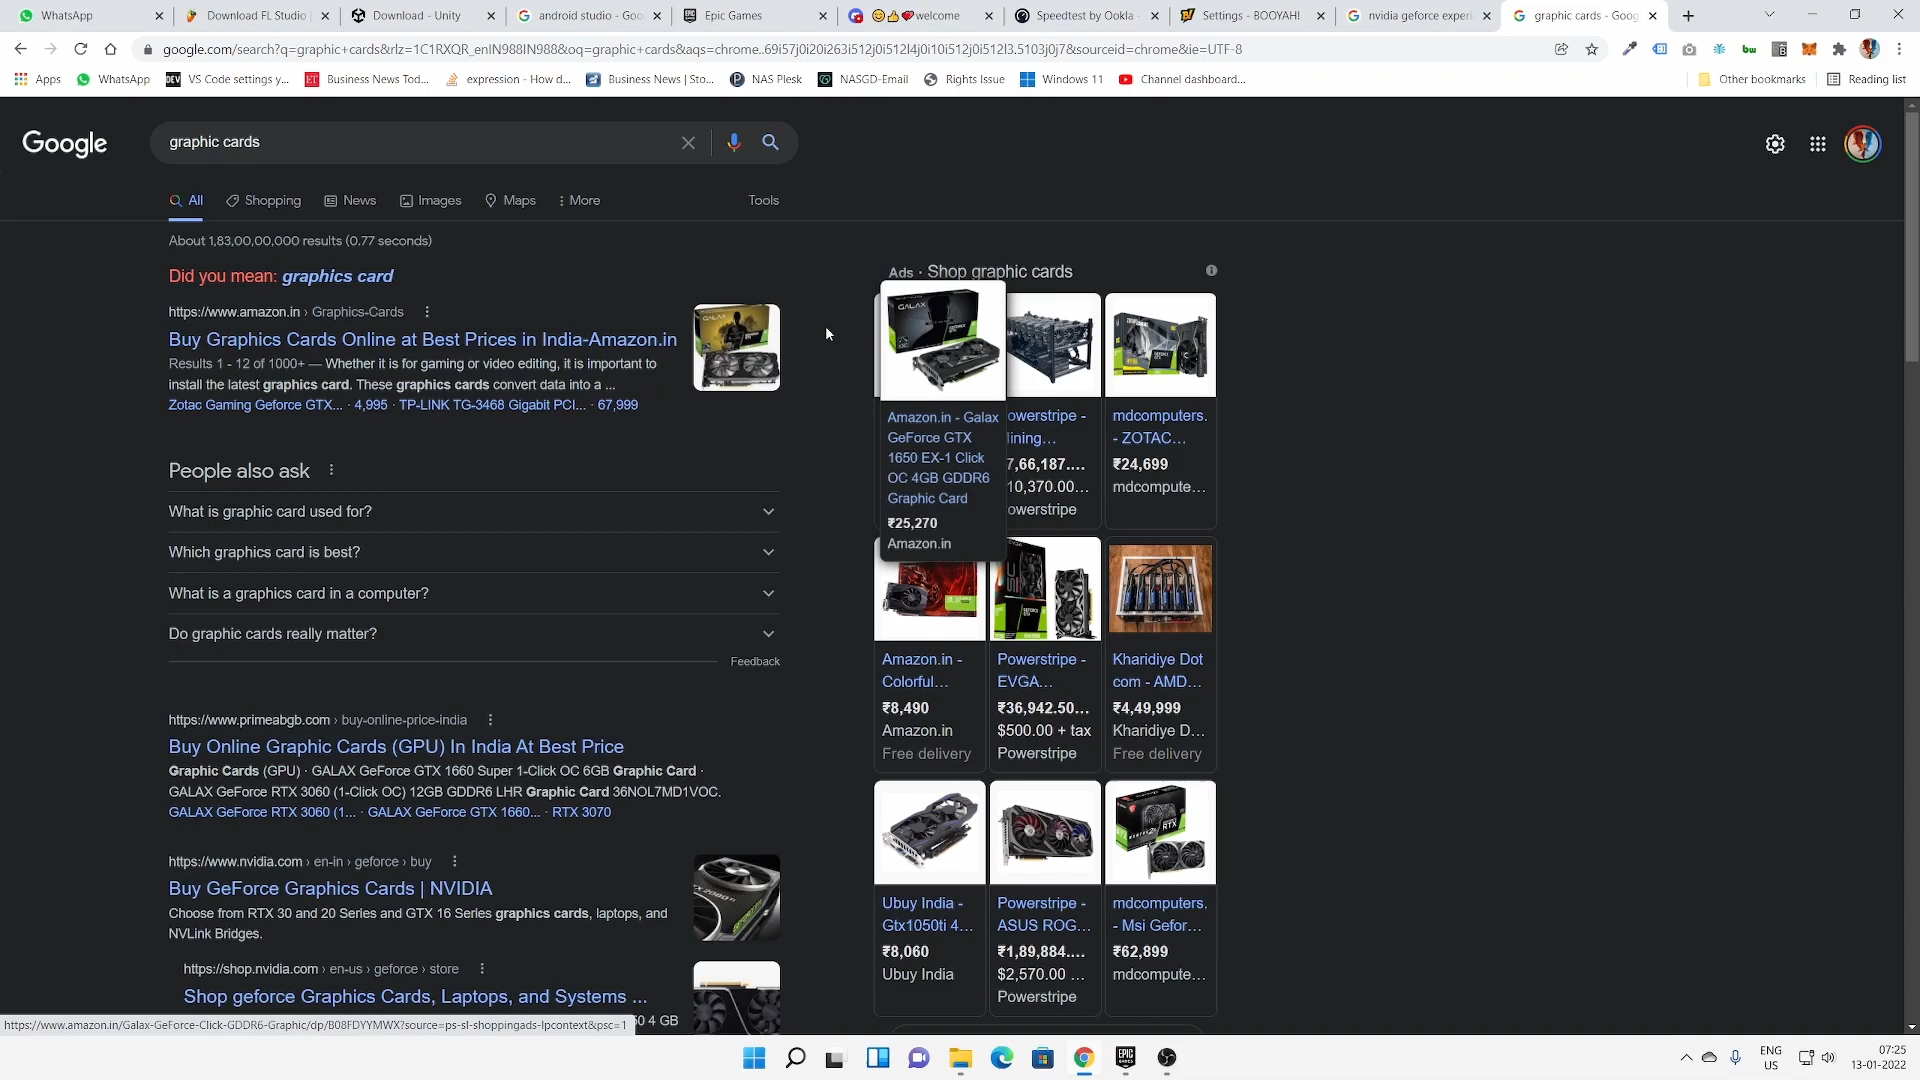 WhatsApp
Download FL Studio
Download - Unity
android studio - Goo
Epic Games
😊👍❤️welcome
Speedtest by Ookla -
Settings - BOOYAH!
nvidia geforce experi
graphic cards - Goog
google.com/search?q=graphic+cards&rlz=1C1RXQR_enIN988IN988&oq=graphic+cards&aqs=chrome..69i57j0i20i263i512j0i512l4j0i10i512j0i512l3.5103j0j7&sourceid=chrome&ie=UTF-8
Apps
WhatsApp
DEV VS Code settings y...
ET Business News Tod...
expression - How d...
Business News | Sto...
NAS Plesk
NASGD-Email
Rights Issue
Windows 11
Channel dashboard...
Other bookmarks
Reading list
Google
graphic cards
All
Shopping
News
Images
Maps
More
Tools
About 1,83,00,00,000 results (0.77 seconds)
Did you mean: graphics card
https://www.amazon.in › Graphics-Cards
Buy Graphics Cards Online at Best Prices in India-Amazon.in
Results 1 - 12 of 1000+ — Whether it is for gaming or video editing, it is important to
install the latest graphics card. These graphics cards convert data into a ...
Zotac Gaming Geforce GTX... · 4,995 · TP-LINK TG-3468 Gigabit PCI... · 67,999
People also ask
What is graphic card used for?
Which graphics card is best?
What is a graphics card in a computer?
Do graphic cards really matter?
Feedback
https://www.primeabgb.com › buy-online-price-india
Buy Online Graphic Cards (GPU) In India At Best Price
Graphic Cards (GPU) · GALAX GeForce GTX 1660 Super 1-Click OC 6GB Graphic Card ·
GALAX GeForce RTX 3060 (1-Click OC) 12GB GDDR6 LHR Graphic Card 36NOL7MD1VOC.
GALAX GeForce RTX 3060 (1... · GALAX GeForce GTX 1660... · RTX 3070
https://www.nvidia.com › en-in › geforce › buy
Buy GeForce Graphics Cards | NVIDIA
Choose from RTX 30 and 20 Series and GTX 16 Series graphics cards, laptops, and
NVLink Bridges.
https://shop.nvidia.com › en-us › geforce › store
Shop geforce Graphics Cards, Laptops, and Systems ...
50 4 GB
https://www.amazon.in/Galax-GeForce-Click-GDDR6-Graphic/dp/B08FDYYMWX?source=ps-sl-shoppingads-lpcontext&psc=1
Ads · Shop graphic cards
GALAX
Amazon.in - Galax
GeForce GTX
1650 EX-1 Click
OC 4GB GDDR6
Graphic Card
₹25,270
Amazon.in
owerstripe -
lining...
7,66,187....
10,370.00...
owerstripe
mdcomputers.
- ZOTAC...
₹24,699
mdcompute...
Amazon.in -
Colorful...
₹8,490
Amazon.in
Free delivery
Powerstripe -
EVGA...
₹36,942.50...
$500.00 + tax
Powerstripe
Kharidiye Dot
com - AMD...
₹4,49,999
Kharidiye D...
Free delivery
Ubuy India -
Gtx1050ti 4...
₹8,060
Ubuy India
Powerstripe -
ASUS ROG...
₹1,89,884....
$2,570.00 ...
Powerstripe
mdcomputers.
- Msi Gefor...
₹62,899
mdcompute...
ENG
US
07:25
13-01-2022